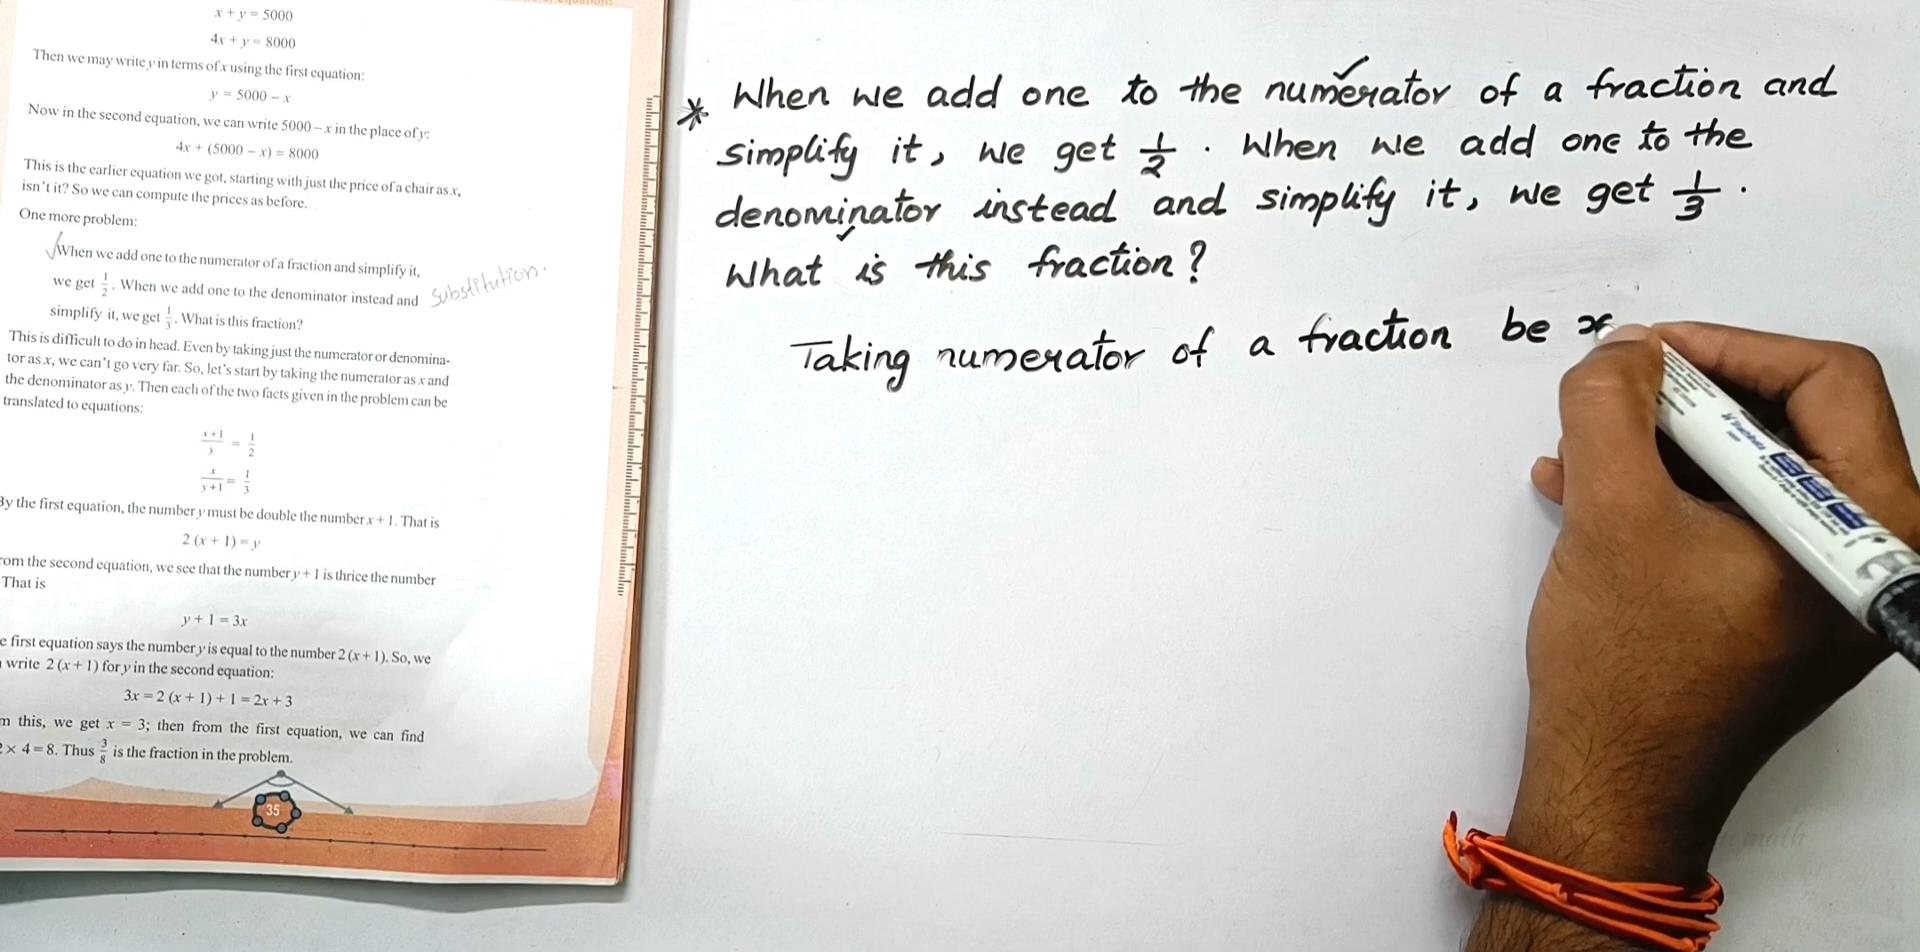 x + y = 5000
4x + y = 8000
Then we may write y in terms of x using the first equation:
y = 5000 – x
Now in the second equation, we can write 5000 – x in the place of y:
4x + (5000 – x) = 8000
This is the earlier equation we got, starting with just the price of a chair as x,
isn't it? So we can compute the prices as before.
One more problem:
When we add one to the numerator of a fraction and simplify it,
we get 1/2. When we add one to the denominator instead and
simplify it, we get 1/3. What is this fraction?
substitution.
This is difficult to do in head. Even by taking just the numerator or denomina-
tor as x, we can't go very far. So, let's start by taking the numerator as x and
the denominator as y. Then each of the two facts given in the problem can be
translated to equations:
x+1/y = 1/2
x/y+1 = 1/3
By the first equation, the number y must be double the number x + 1. That is
2 (x + 1) = y
rom the second equation, we see that the number y + 1 is thrice the number
That is
y + 1 = 3x
e first equation says the number y is equal to the number 2 (x + 1). So, we
write 2 (x + 1) for y in the second equation:
3x = 2 (x + 1) + 1 = 2x + 3
m this, we get x = 3; then from the first equation, we can find
2 × 4 = 8. Thus 3/8 is the fraction in the problem.
35
* When we add one to the numerator of a fraction and
simplify it, we get 1/2. When we add one to the
denominator instead and simplify it, we get 1/3.
What is this fraction?
Taking numerator of a fraction be x
math